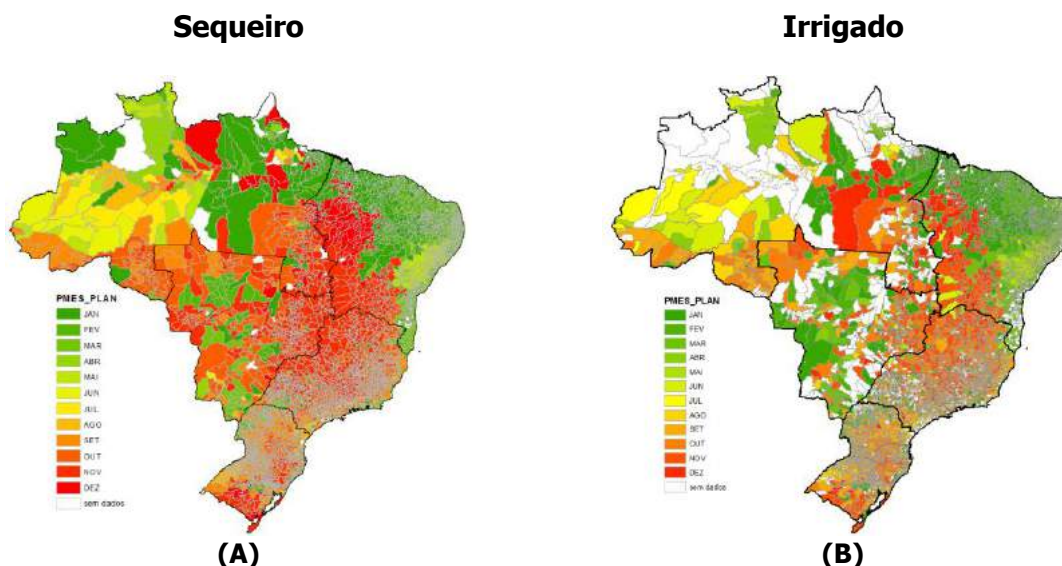 Sequeiro
Irrigado
PMES_PLAN
JAN
FEV
MAR
ABR
MAI
JUN
JUL
AGO
SET
OUT
NOV
DEZ
sem dados
PMES_PLAN
JAN
FEV
MAR
ABR
MAI
JUN
JUL
AGO
SET
OUT
NOV
DEZ
sem dados
(A)
(B)